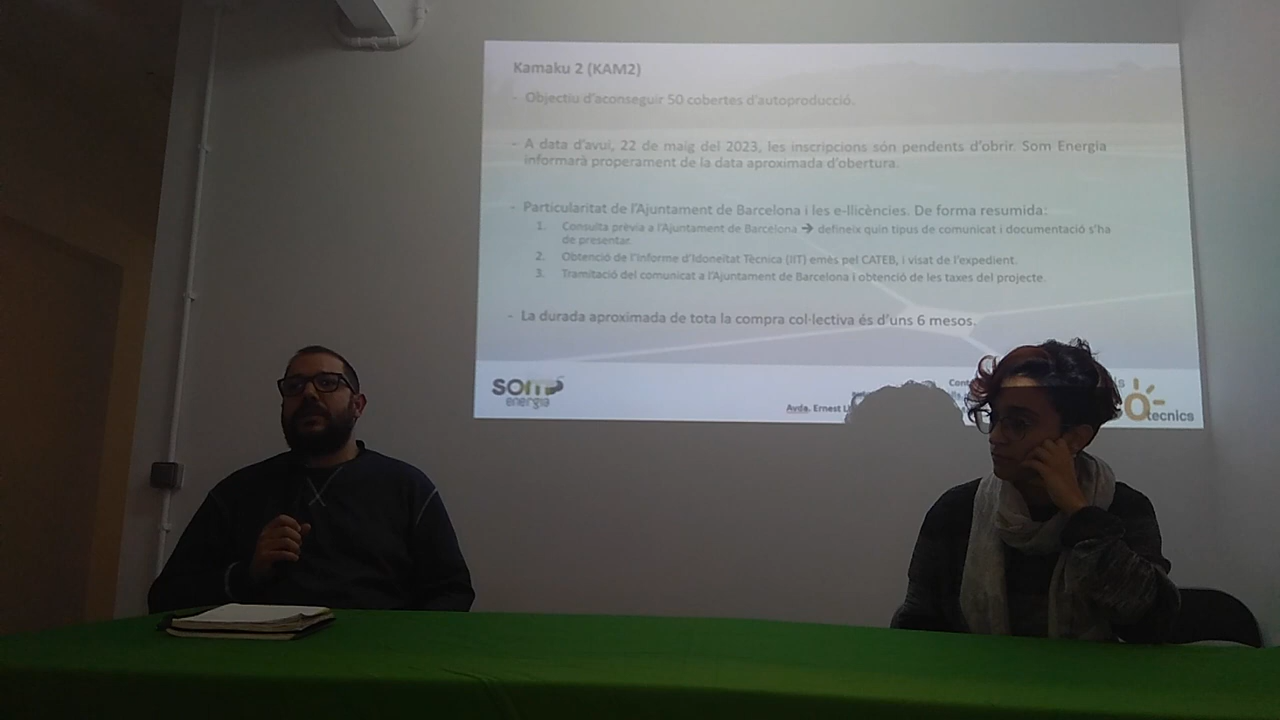 Kamaku 2 (KAM2)
- Objectiu d'aconseguir 50 cobertes d'autoproducció.
- A data d'avui, 22 de maig del 2023, les inscripcions són pendents d'obrir. Som Energia
informarà properament de la data aproximada d'obertura.
- Particularitat de l'Ajuntament de Barcelona i les e-llicències. De forma resumida:
1. Consulta prèvia a l'Ajuntament de Barcelona ➔ defineix quin tipus de comunicat i documentació s'ha
de presentar.
2. Obtenció de l'Informe d'Idoneïtat Tècnica (IIT) emès pel CATEB, i visat de l'expedient.
3. Tramitació del comunicat a l'Ajuntament de Barcelona i obtenció de les taxes del projecte.
- La durada aproximada de tota la compra col·lectiva és d'uns 6 mesos.
SOM
energia
Avda. Ernest
tecnics